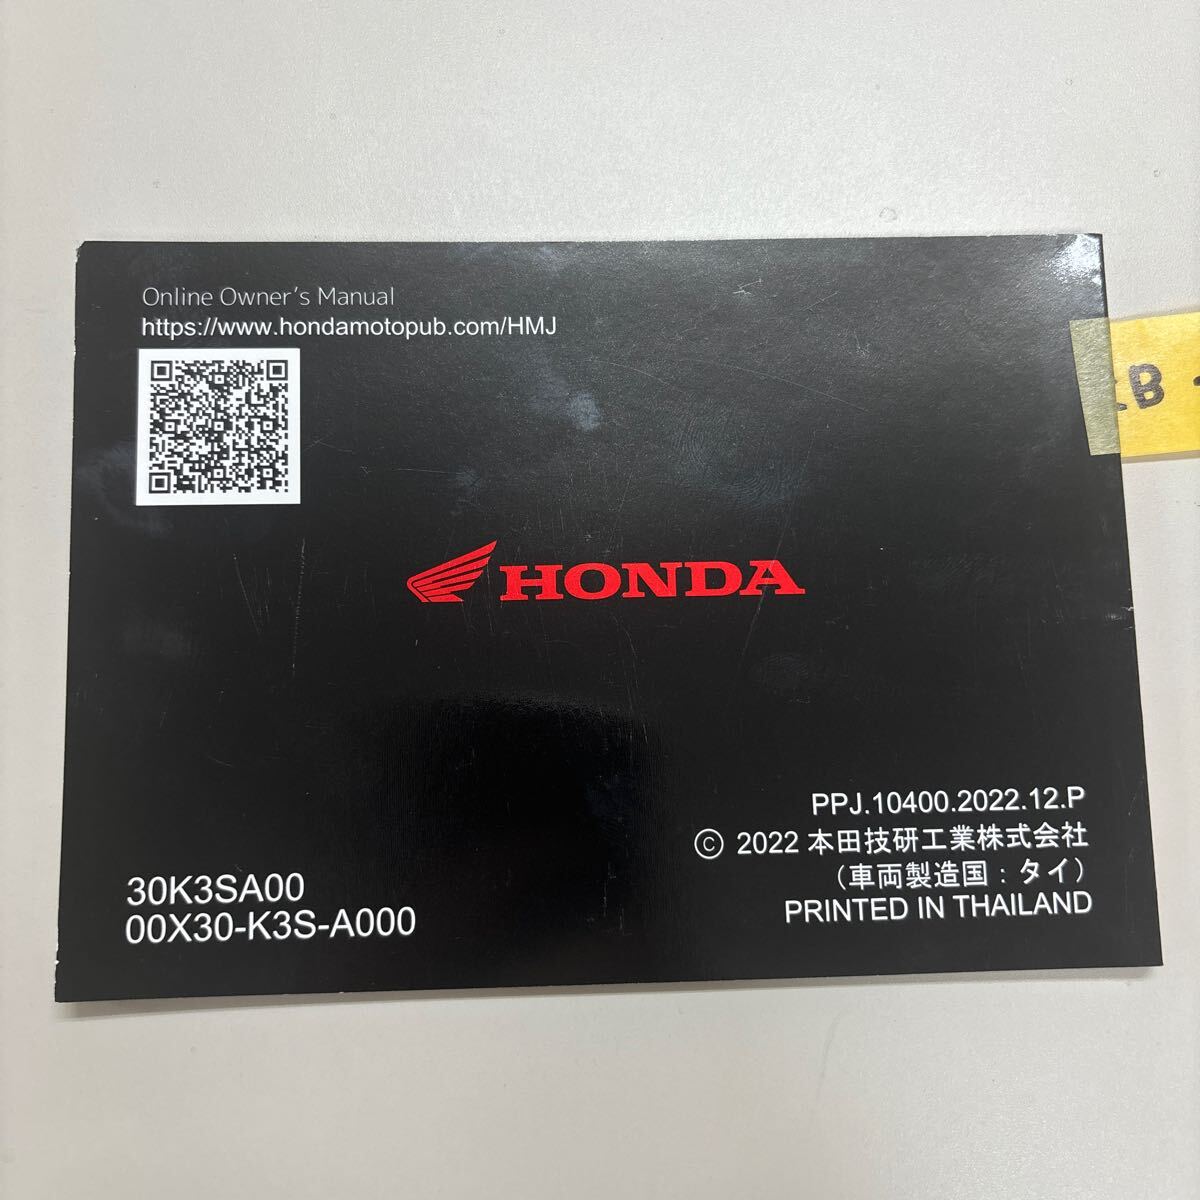 Online Owner's Manual
https://www.hondamotopub.com/HMJ
HONDA
PPJ.10400.2022.12.P
© 2022 本田技研工業株式会社
（車両製造国：タイ）
PRINTED IN THAILAND
30K3SA00
00X30-K3S-A000